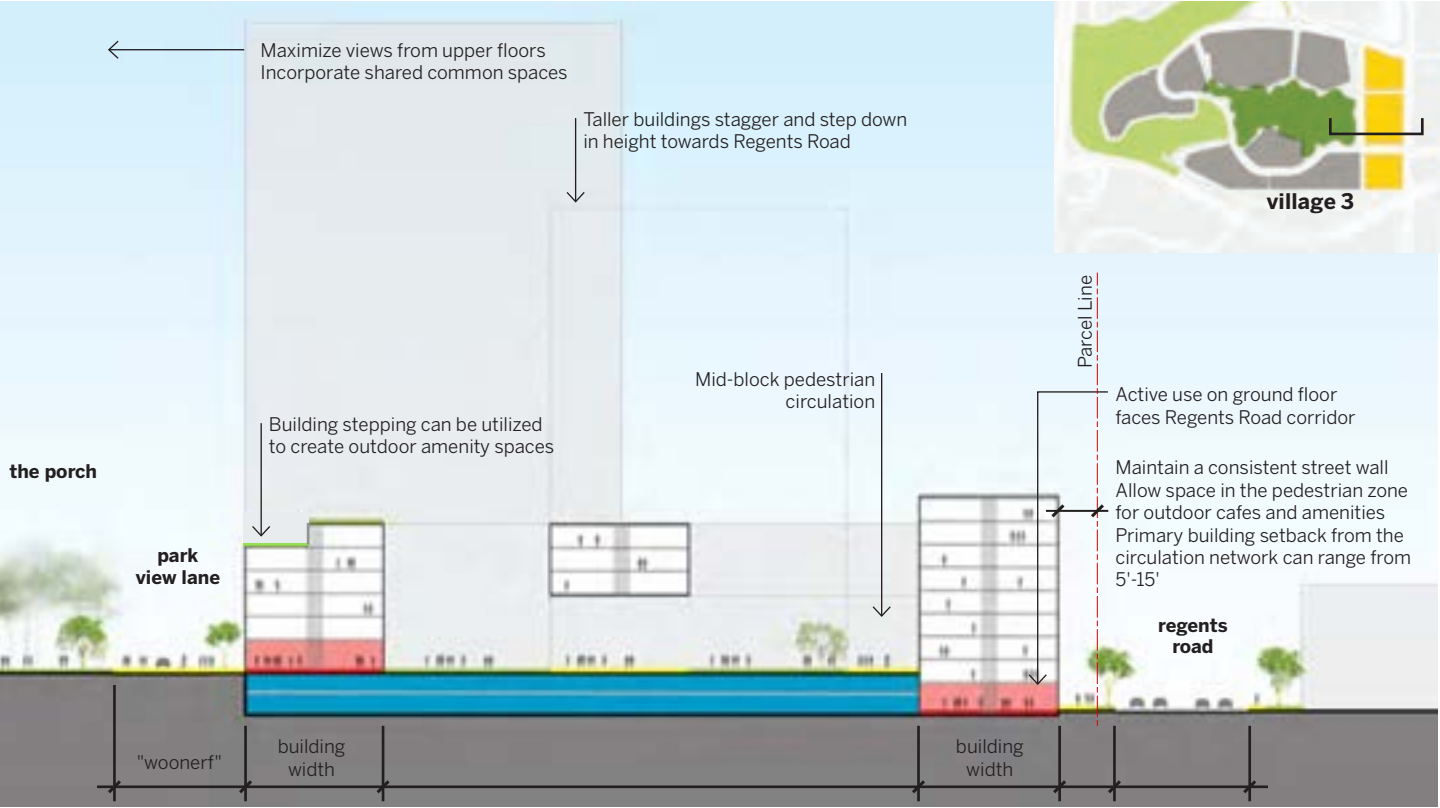 Maximize views from upper floors
Incorporate shared common spaces
Taller buildings stagger and step down
in height towards Regents Road
village 3
Parcel Line
Mid-block pedestrian
circulation
Active use on ground floor
faces Regents Road corridor
Building stepping can be utilized
to create outdoor amenity spaces
the porch
Maintain a consistent street wall
Allow space in the pedestrian zone
for outdoor cafes and amenities
Primary building setback from the
circulation network can range from
5'-15'
park
view lane
regents
road
"woonerf"
building
width
building
width